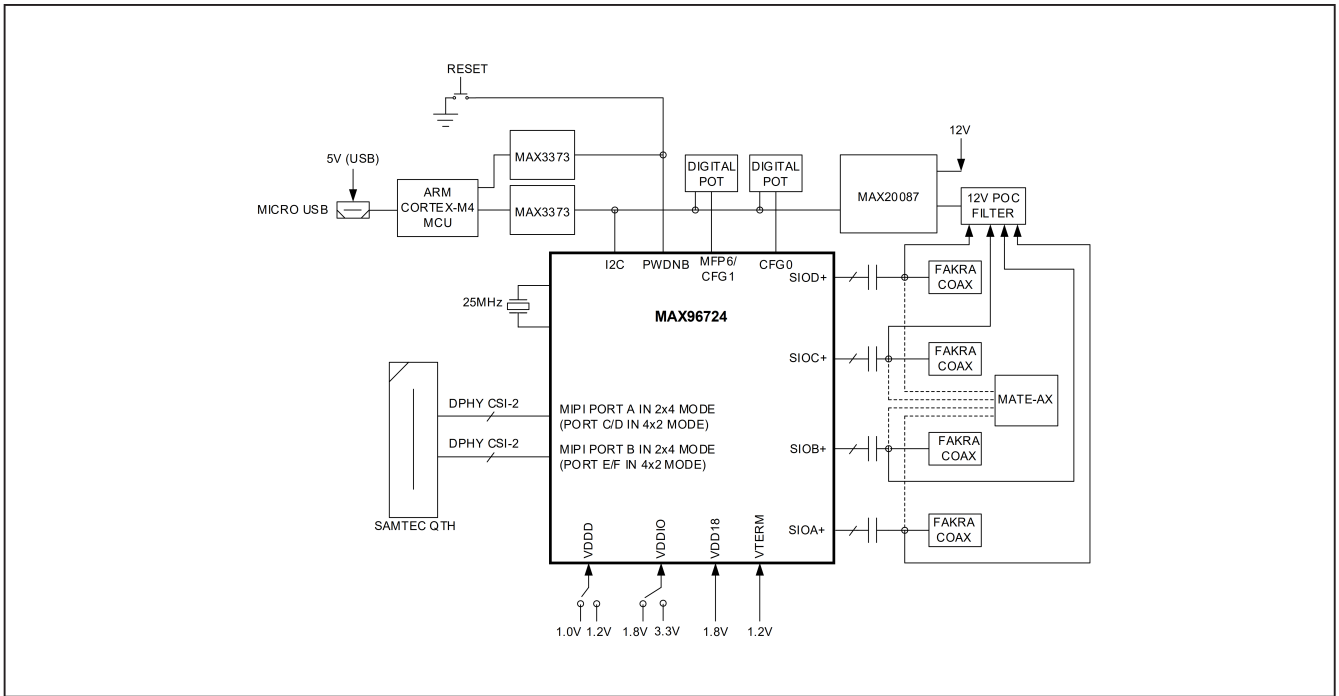 RESET
12V
5V (USB)
MAX3373
DIGITAL
POT
DIGITAL
POT
MAX20087
ARM
CORTEX-M4
MCU
MICRO USB
MAX3373
12V POC
FILTER
I2C
PWDNB
MFP6/
CFG1
CFG0
SIOD+
FAKRA
COAX
25MHz
MAX96724
SIOC+
FAKRA
COAX
MATE-AX
DPHY CSI-2
MIPI PORT A IN 2x4 MODE
(PORT C/D IN 4x2 MODE)
DPHY CSI-2
MIPI PORT B IN 2x4 MODE
(PORT E/F IN 4x2 MODE)
SIOB+
FAKRA
COAX
SAMTEC QTH
SIOA+
FAKRA
COAX
VDDD
VDDIO
VDD18
VTERM
1.0V
1.2V
1.8V
3.3V
1.8V
1.2V